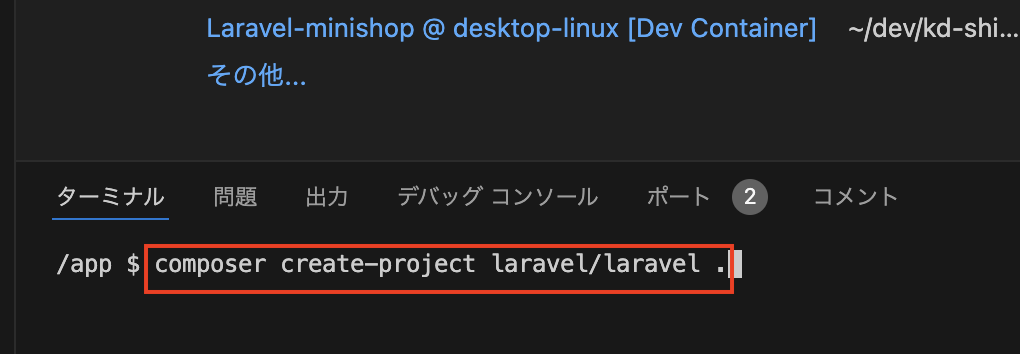 Laravel-minishop @ desktop-linux [Dev Container] ~/dev/kd-shi...
その他...
ターミナル 問題 出力 デバッグ コンソール ポート 2 コメント
/app $ composer create-project laravel/laravel .